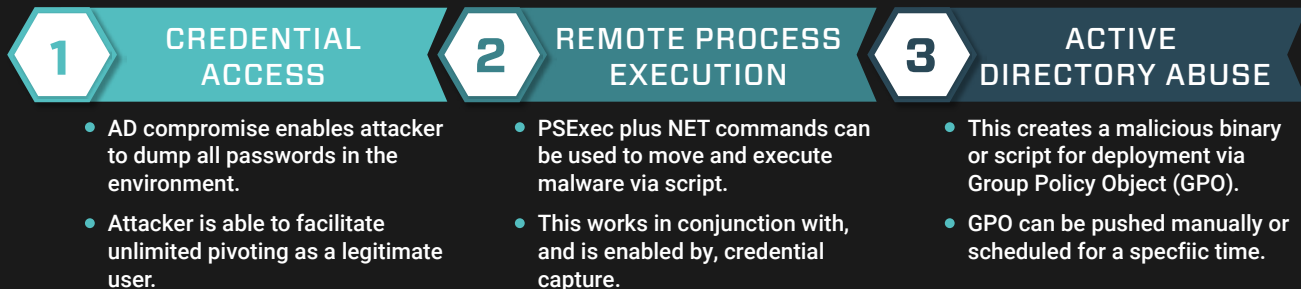 1
CREDENTIAL
ACCESS
AD compromise enables attacker
to dump all passwords in the
environment.
Attacker is able to facilitate
unlimited pivoting as a legitimate
user.
2
REMOTE PROCESS
EXECUTION
PSExec plus NET commands can
be used to move and execute
malware via script.
This works in conjunction with,
and is enabled by, credential
capture.
3
ACTIVE
DIRECTORY ABUSE
This creates a malicious binary
or script for deployment via
Group Policy Object (GPO).
GPO can be pushed manually or
scheduled for a specfiic time.